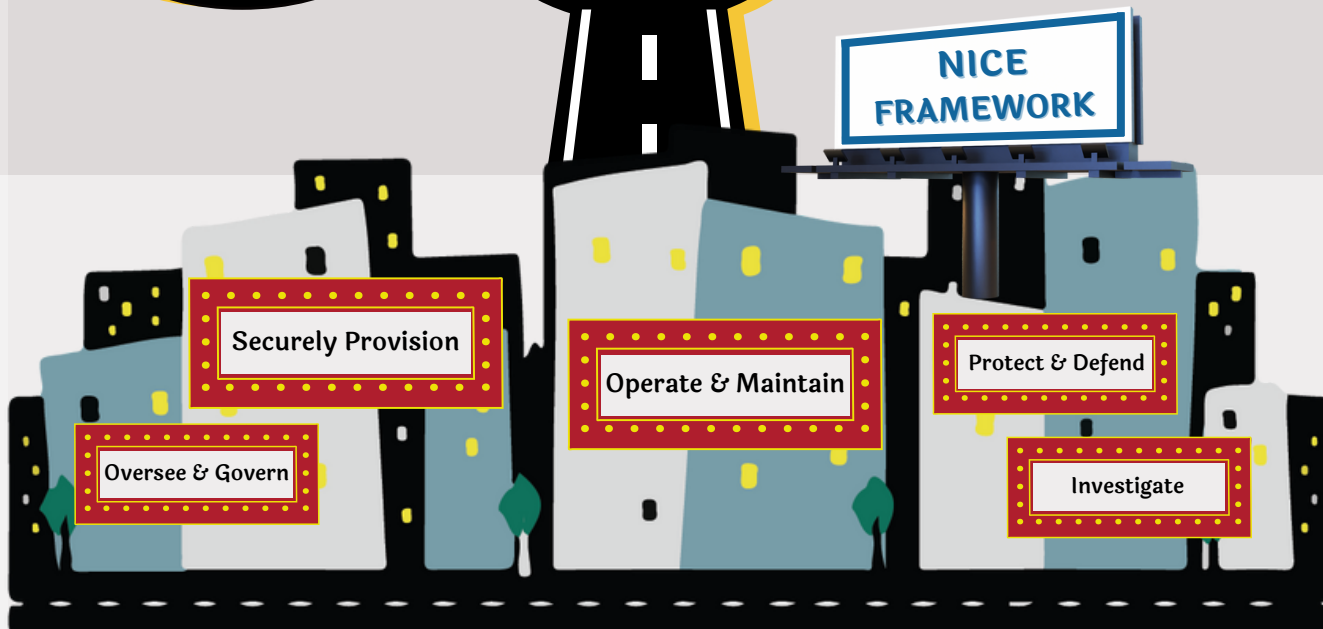 NICE
FRAMEWORK
Securely Provision
Operate & Maintain
Protect & Defend
Oversee & Govern
Investigate